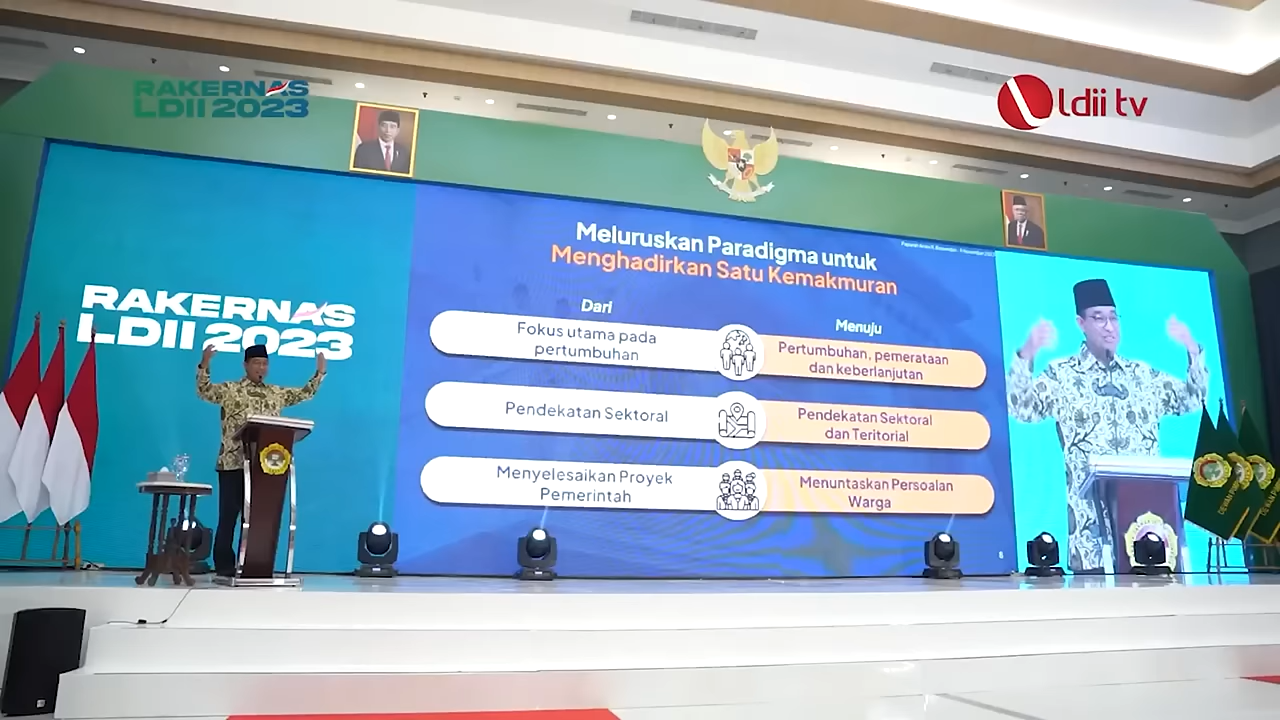 RAKERNAS
LDII 2023
ldii tv
RAKERNAS
LDII 2023
Meluruskan Paradigma untuk
Menghadirkan Satu Kemakmuran
Dari
Menuju
Fokus utama pada
pertumbuhan
Pertumbuhan, pemerataan
dan keberlanjutan
Pendekatan Sektoral
Pendekatan Sektoral
dan Teritorial
Menyelesaikan Proyek
Pemerintah
Menuntaskan Persoalan
Warga